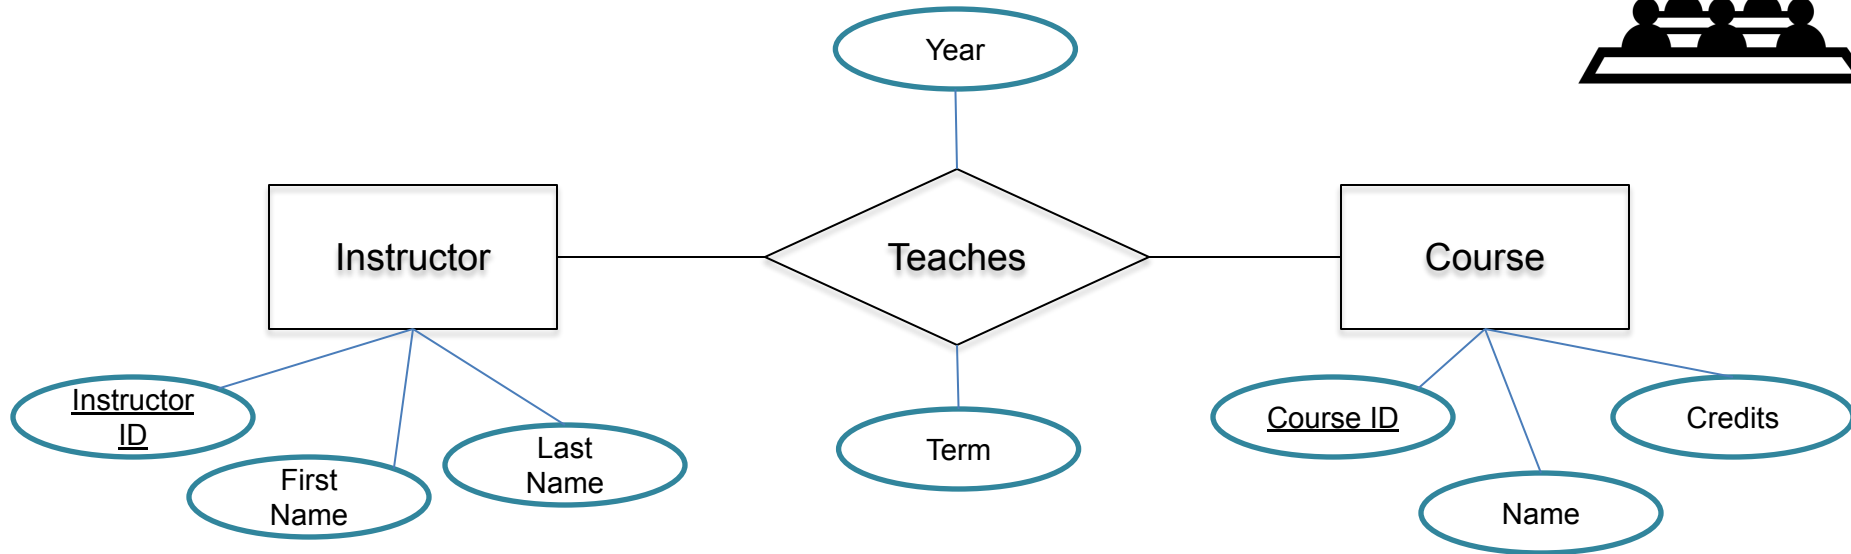 Year
Instructor
Teaches
Course
Instructor
ID
First
Name
Last
Name
Term
Course ID
Name
Credits